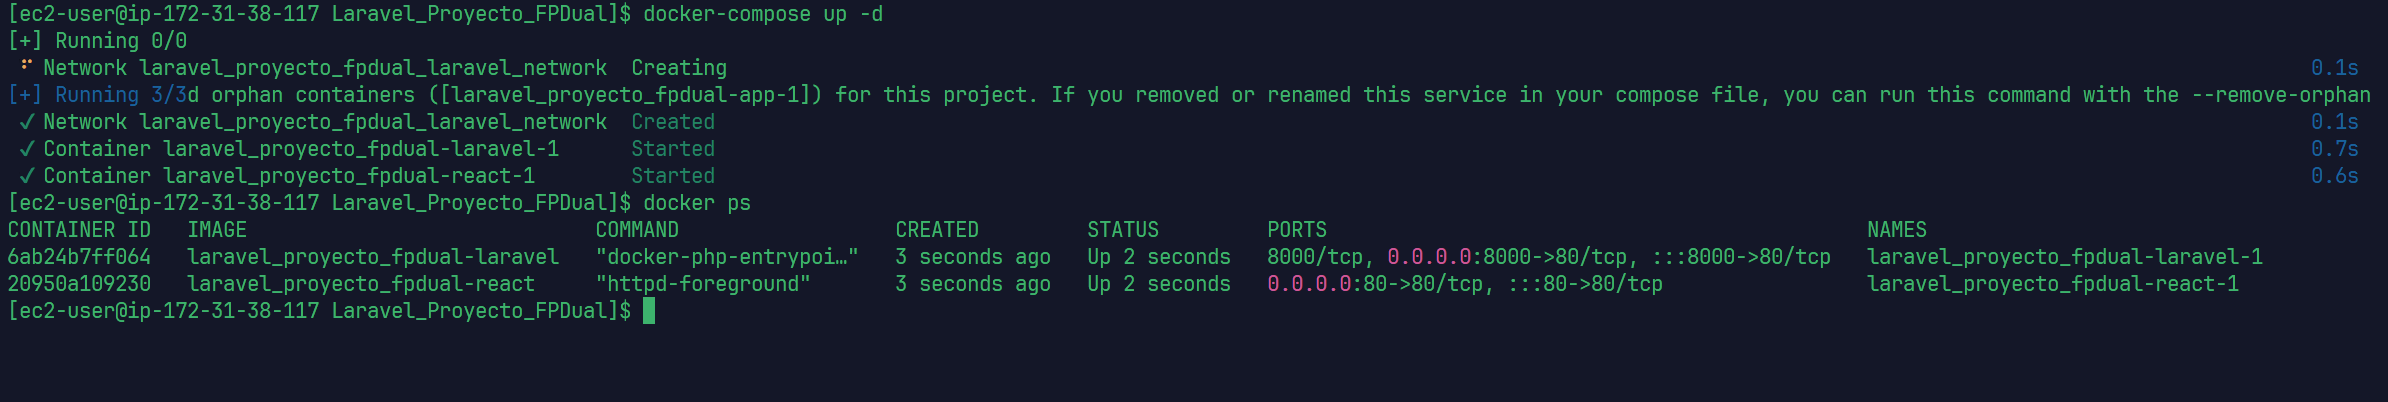 [ec2-user@ip-172-31-38-117 Laravel_Proyecto_FPDual]$ docker-compose up -d
[+] Running 0/0
⠋ Network laravel_proyecto_fpdual_laravel_network  Creating 0.1s
[+] Running 3/3d orphan containers ([laravel_proyecto_fpdual-app-1]) for this project. If you removed or renamed this service in your compose file, you can run this command with the --remove-orphan
✓ Network laravel_proyecto_fpdual_laravel_network  Created 0.1s
✓ Container laravel_proyecto_fpdual-laravel-1      Started 0.7s
✓ Container laravel_proyecto_fpdual-react-1        Started 0.6s
[ec2-user@ip-172-31-38-117 Laravel_Proyecto_FPDual]$ docker ps
CONTAINER ID   IMAGE                             COMMAND                  CREATED         STATUS         PORTS                                             NAMES
6ab24b7ff064   laravel_proyecto_fpdual-laravel   "docker-php-entrypoi…"   3 seconds ago   Up 2 seconds   8000/tcp, 0.0.0.0:8000->80/tcp, :::8000->80/tcp   laravel_proyecto_fpdual-laravel-1
20950a109230   laravel_proyecto_fpdual-react     "httpd-foreground"       3 seconds ago   Up 2 seconds   0.0.0.0:80->80/tcp, :::80->80/tcp                 laravel_proyecto_fpdual-react-1
[ec2-user@ip-172-31-38-117 Laravel_Proyecto_FPDual]$